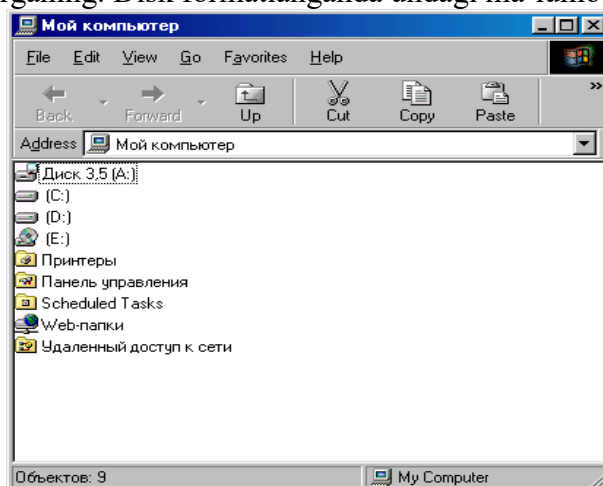 Мой компьютер
File Edit View Go Favorites Help
Back Forward Up Cut Copy Paste »
Address Мой компьютер
Диск 3,5 (A:)
(C:)
(D:)
(E:)
Принтеры
Панель управления
Scheduled Tasks
Web-папки
Удаленный доступ к сети
Объектов: 9 My Computer